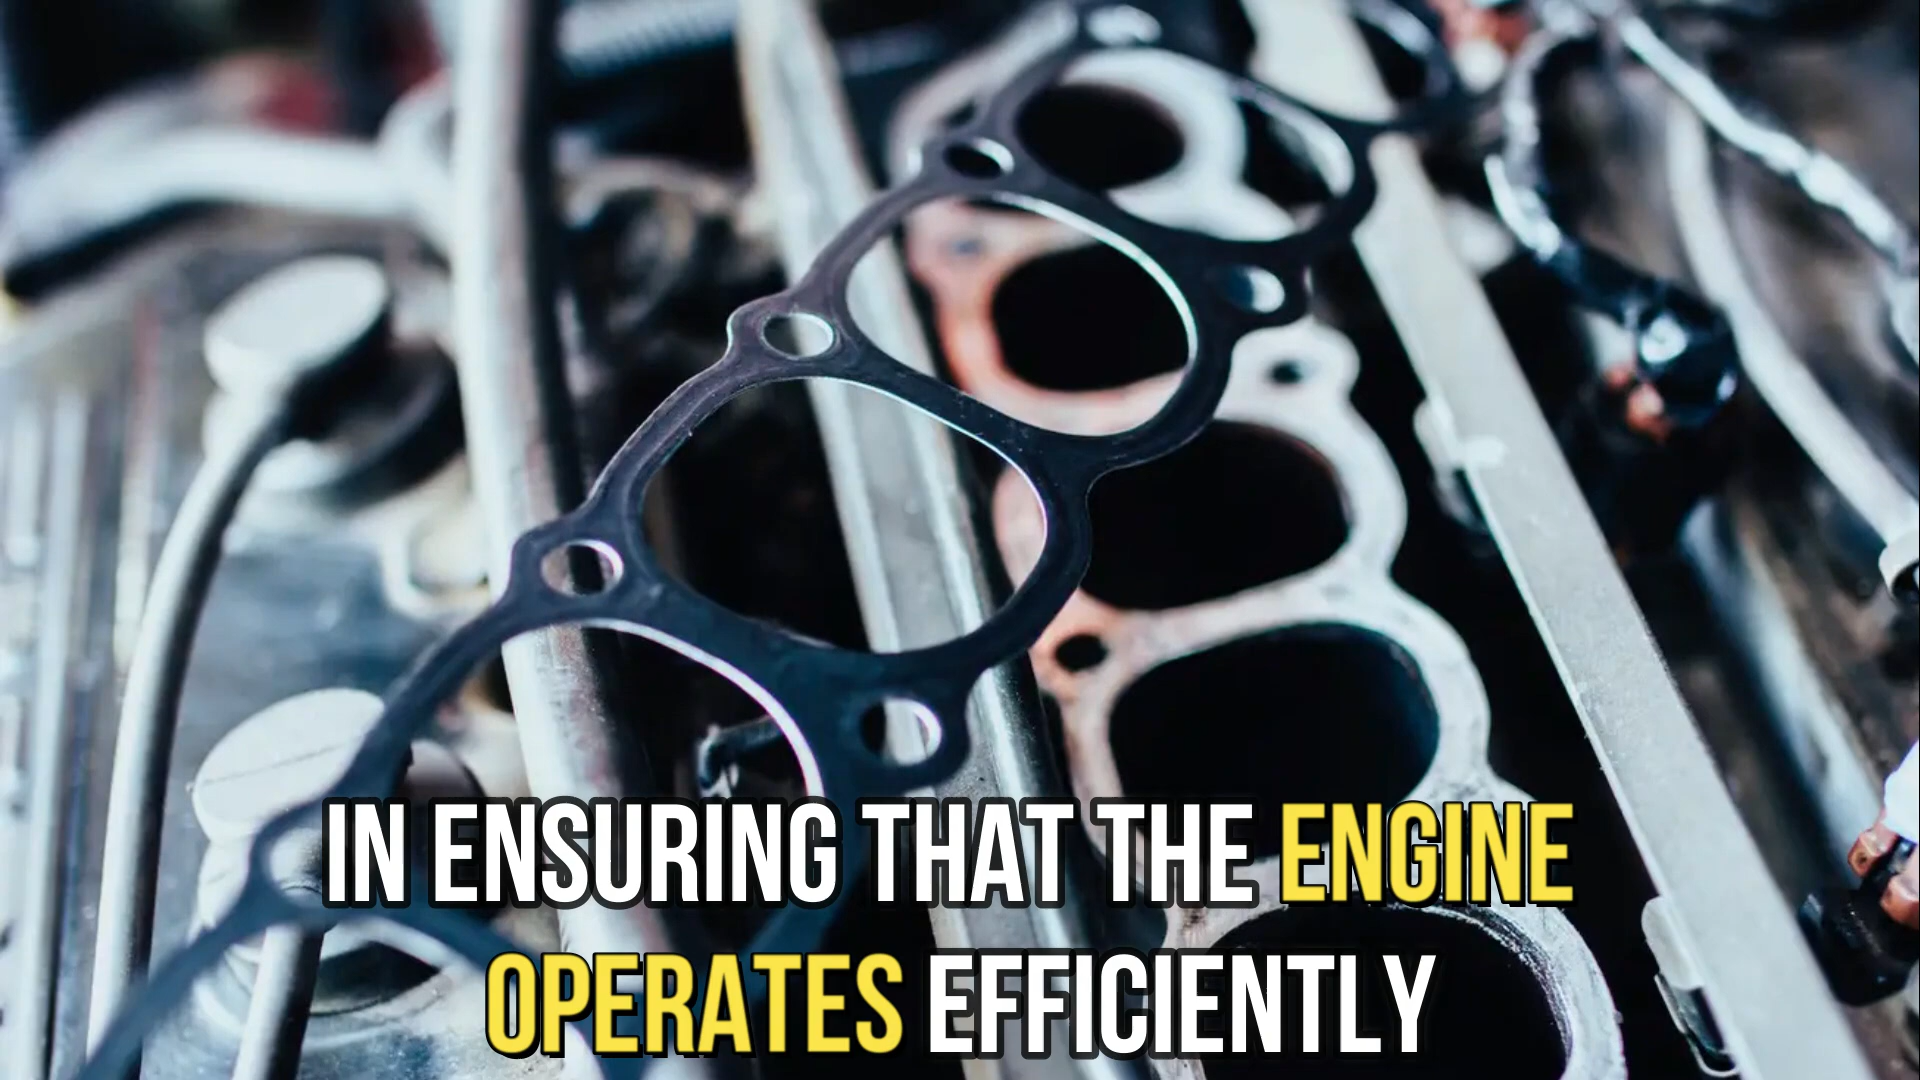 IN ENSURING THAT THE ENGINE
OPERATES EFFICIENTLY